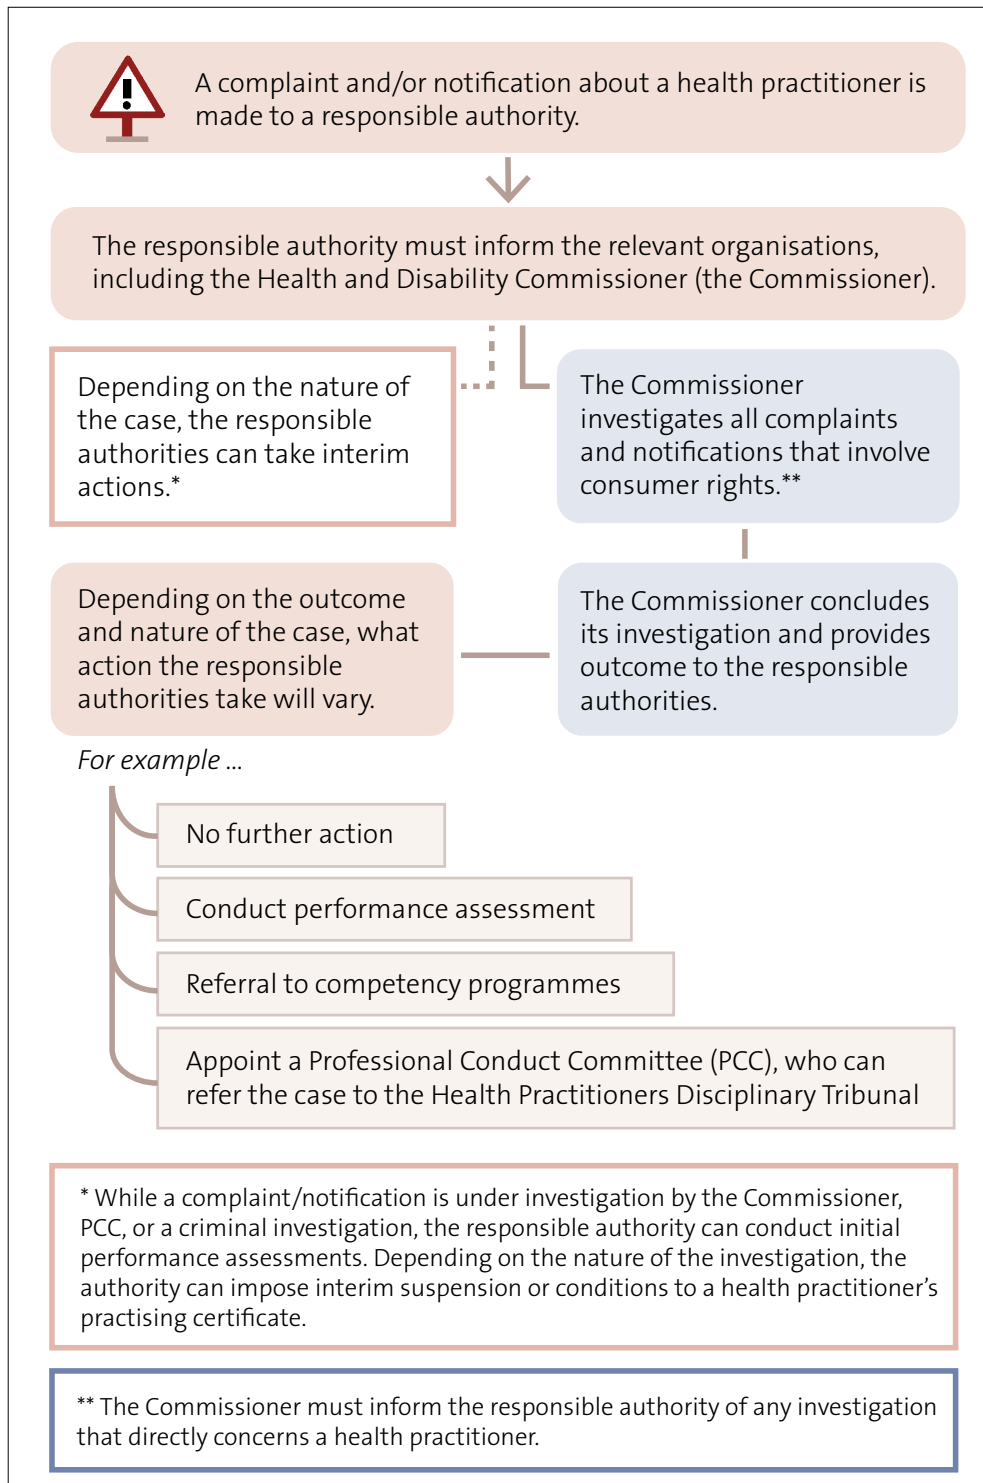 A complaint and/or notification about a health practitioner is
made to a responsible authority.
The responsible authority must inform the relevant organisations,
including the Health and Disability Commissioner (the Commissioner).
Depending on the nature of
the case, the responsible
authorities can take interim
actions.*
The Commissioner
investigates all complaints
and notifications that involve
consumer rights.**
Depending on the outcome
and nature of the case, what
action the responsible
authorities take will vary.
The Commissioner concludes
its investigation and provides
outcome to the responsible
authorities.
For example ...
No further action
Conduct performance assessment
Referral to competency programmes
Appoint a Professional Conduct Committee (PCC), who can
refer the case to the Health Practitioners Disciplinary Tribunal
* While a complaint/notification is under investigation by the Commissioner,
PCC, or a criminal investigation, the responsible authority can conduct initial
performance assessments. Depending on the nature of the investigation, the
authority can impose interim suspension or conditions to a health practitioner’s
practising certificate.
** The Commissioner must inform the responsible authority of any investigation
that directly concerns a health practitioner.